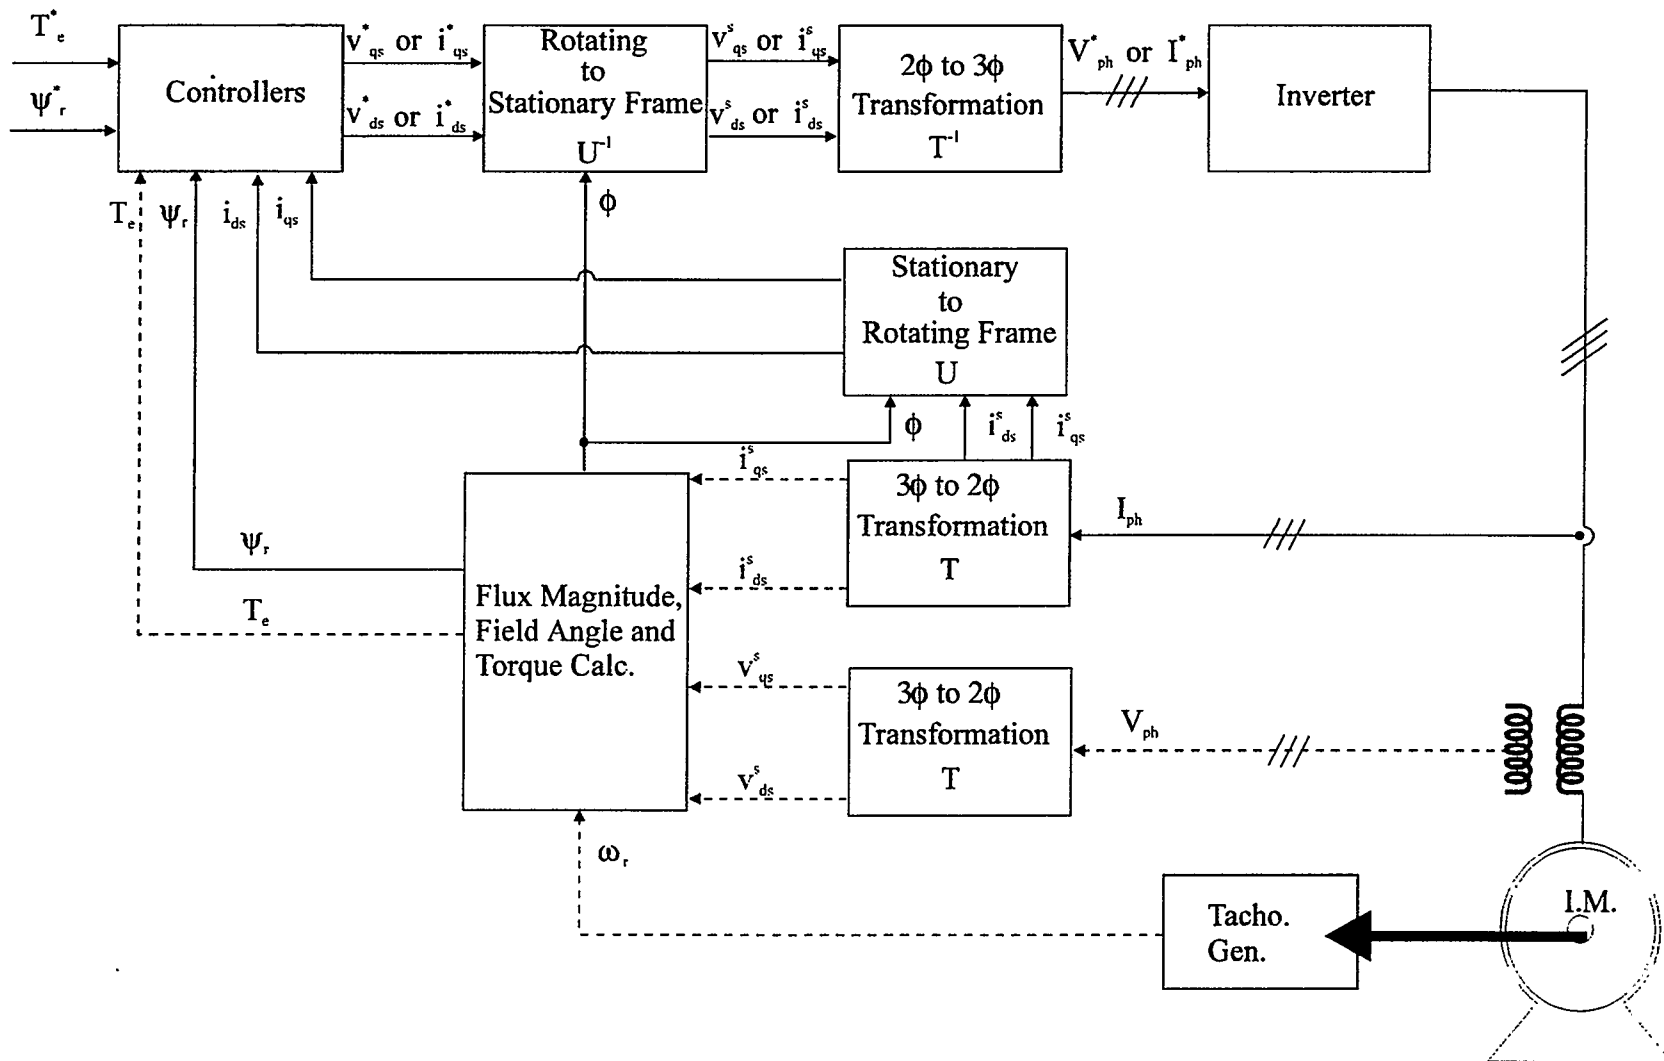 T*e
ψ*r
Controllers
v*qs or i*qs
v*ds or i*ds
Rotating
to
Stationary Frame
U-1
vsqs or isqs
vsds or isds
2ϕ to 3ϕ
Transformation
T-1
V*ph or I*ph
Inverter
Te
ψr
ids
iqs
ϕ
Stationary
to
Rotating Frame
U
ϕ
isds
isqs
isqs
isds
3ϕ to 2ϕ
Transformation
T
Iph
ψr
Te
Flux Magnitude,
Field Angle and
Torque Calc.
vsqs
vsds
3ϕ to 2ϕ
Transformation
T
Vph
ωr
Tacho.
Gen.
I.M.